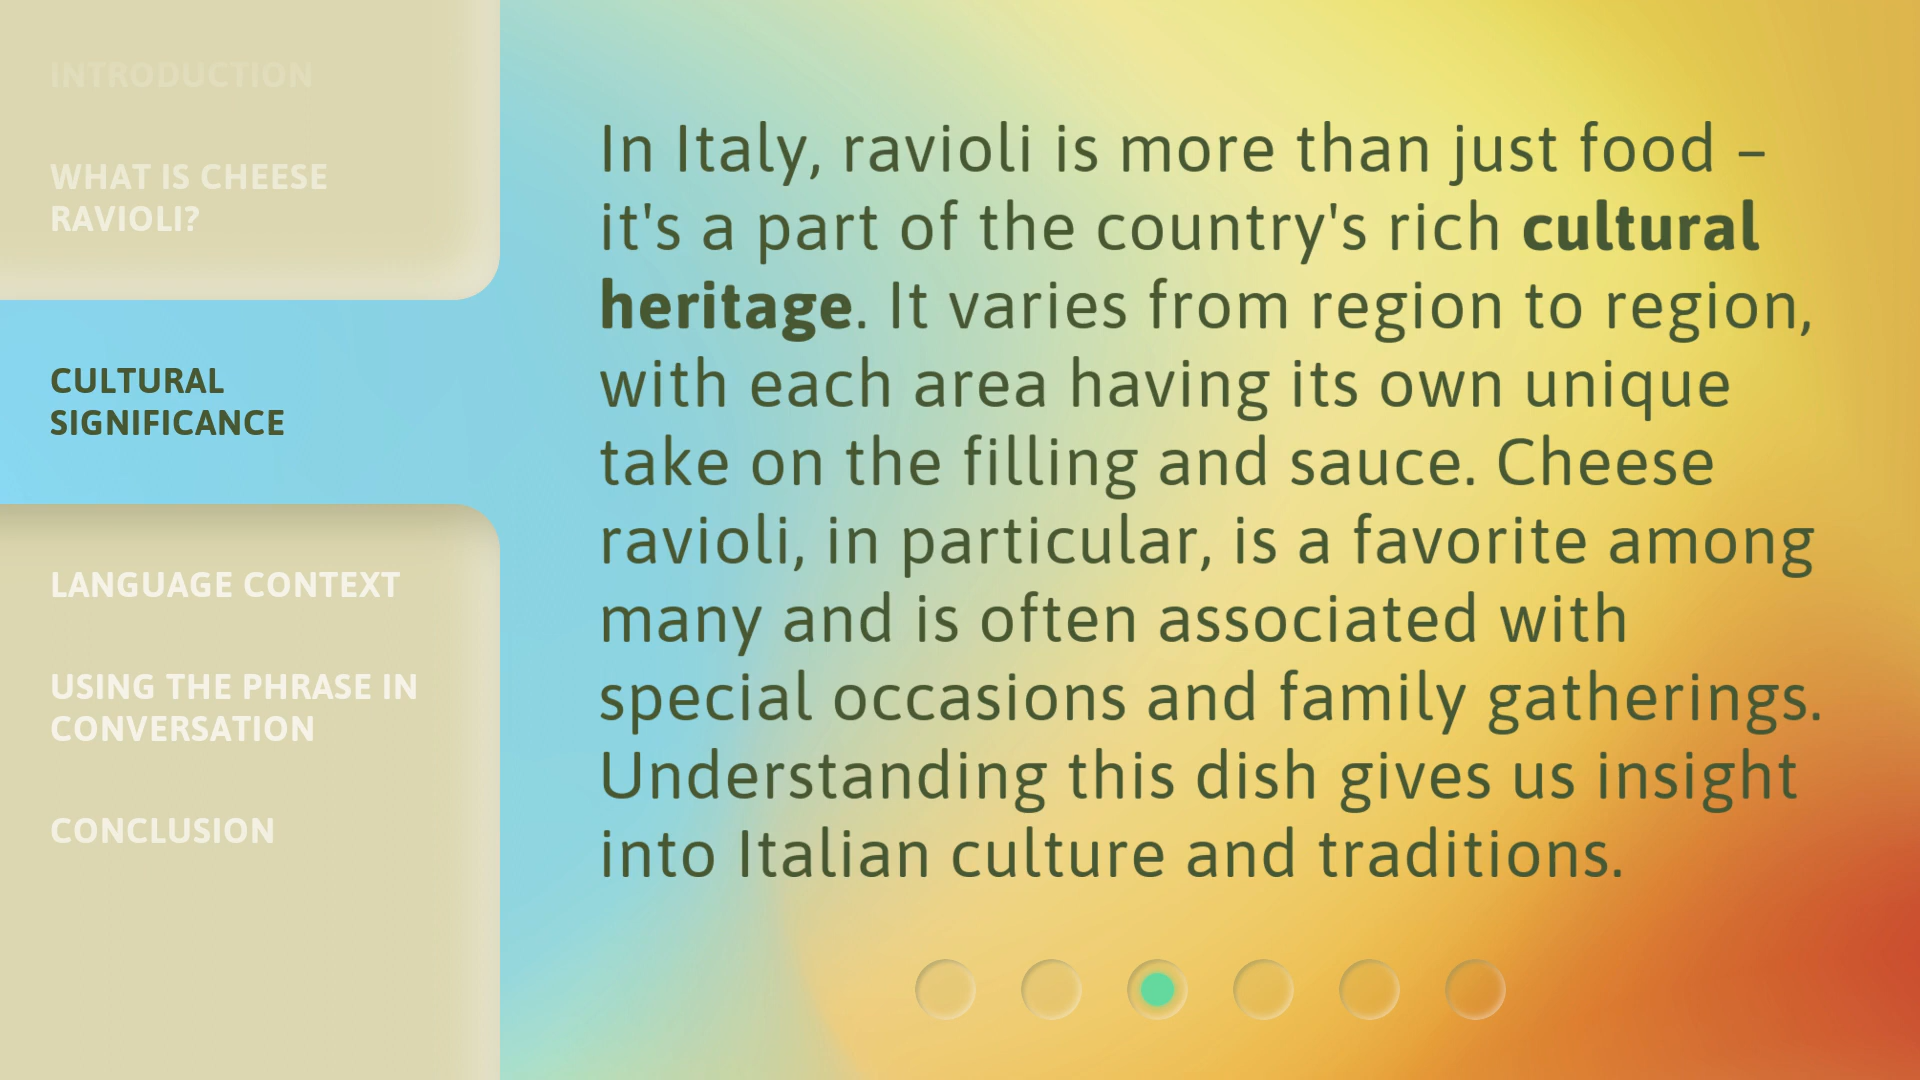 INTRODUCTION
WHAT IS CHEESE
RAVIOLI?
CULTURAL
SIGNIFICANCE
LANGUAGE CONTEXT
USING THE PHRASE IN
CONVERSATION
CONCLUSION
In Italy, ravioli is more than just food –
it's a part of the country's rich cultural
heritage. It varies from region to region,
with each area having its own unique
take on the filling and sauce. Cheese
ravioli, in particular, is a favorite among
many and is often associated with
special occasions and family gatherings.
Understanding this dish gives us insight
into Italian culture and traditions.